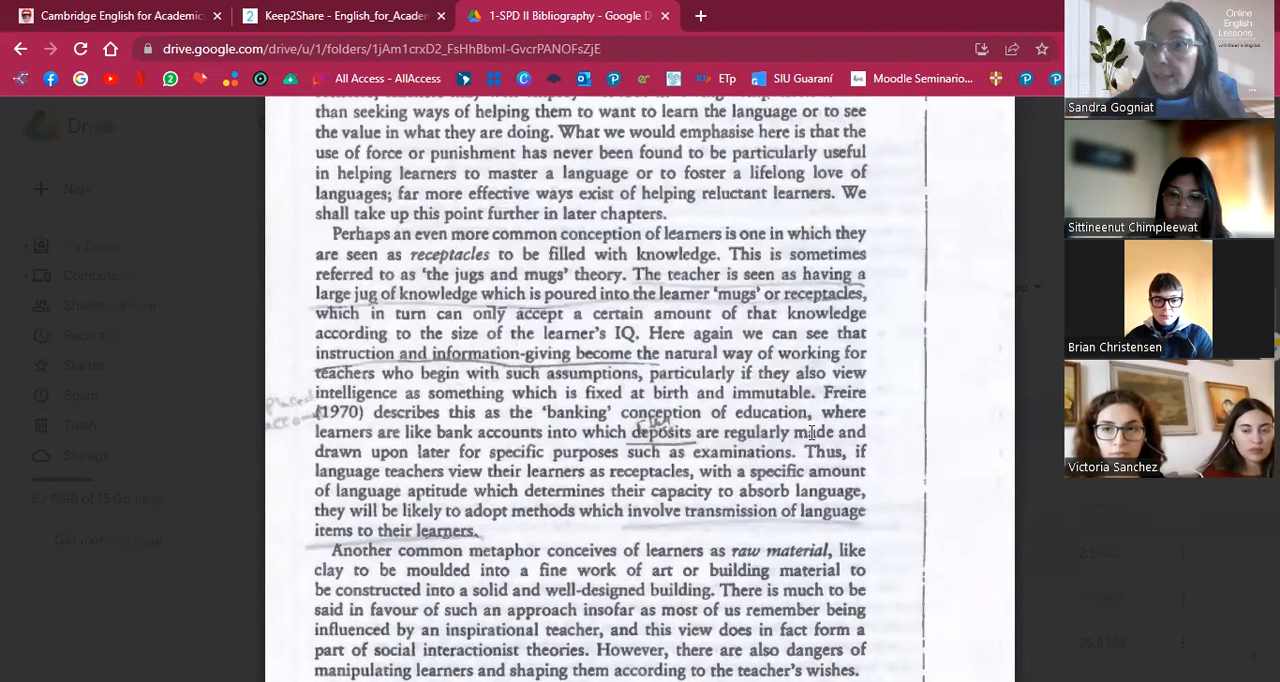 Cambridge English for Academic
Keep2Share - English_for_Acader
1-SPD II Bibliography - Google D
drive.google.com/drive/u/1/folders/1jAm1crxD2_FsHhBbmI-GvcrPANOFsZjE
All Access - AllAccess
ETp
SIU Guaraní
Moodle Seminario...
Online
English
Lessons
Sandra Gogniat
Sittineenut Chimpleewat
Brian Christensen
Victoria Sanchez
New
Computer
Recent
Spam
Trash
Storage
than seeking ways of helping them to want to learn the language or to see
the value in what they are doing. What we would emphasise here is that the
use of force or punishment has never been found to be particularly useful
in helping learners to master a language or to foster a lifelong love of
languages; far more effective ways exist of helping reluctant learners. We
shall take up this point further in later chapters.
Perhaps an even more common conception of learners is one in which they
are seen as receptacles to be filled with knowledge. This is sometimes
referred to as 'the jugs and mugs' theory. The teacher is seen as having a
large jug of knowledge which is poured into the learner 'mugs' or receptacles,
which in turn can only accept a certain amount of that knowledge
according to the size of the learner's IQ. Here again we can see that
instruction and information-giving become the natural way of working for
teachers who begin with such assumptions, particularly if they also view
intelligence as something which is fixed at birth and immutable. Freire
(1970) describes this as the 'banking' conception of education, where
learners are like bank accounts into which deposits are regularly made and
drawn upon later for specific purposes such as examinations. Thus, if
language teachers view their learners as receptacles, with a specific amount
of language aptitude which determines their capacity to absorb language,
they will be likely to adopt methods which involve transmission of language
items to their learners.
Another common metaphor conceives of learners as raw material, like
clay to be moulded into a fine work of art or building material to
be constructed into a solid and well-designed building. There is much to be
said in favour of such an approach insofar as most of us remember being
influenced by an inspirational teacher, and this view does in fact form a
part of social interactionist theories. However, there are also dangers of
manipulating learners and shaping them according to the teacher's wishes.